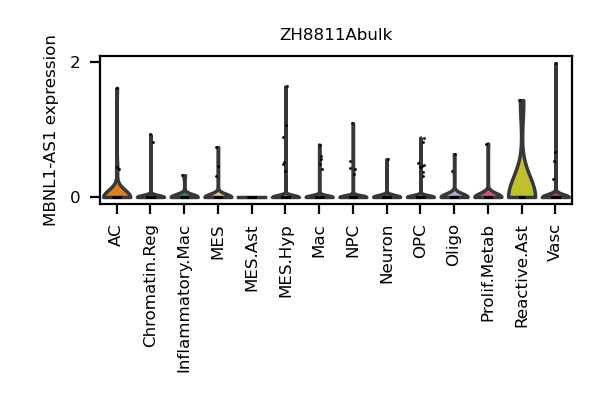 ZH8811Abulk
MBNL1-AS1 expression
2
0
AC
Chromatin.Reg
Inflammatory.Mac
MES
MES.Ast
MES.Hyp
Mac
NPC
Neuron
OPC
Oligo
Prolif.Metab
Reactive.Ast
Vasc